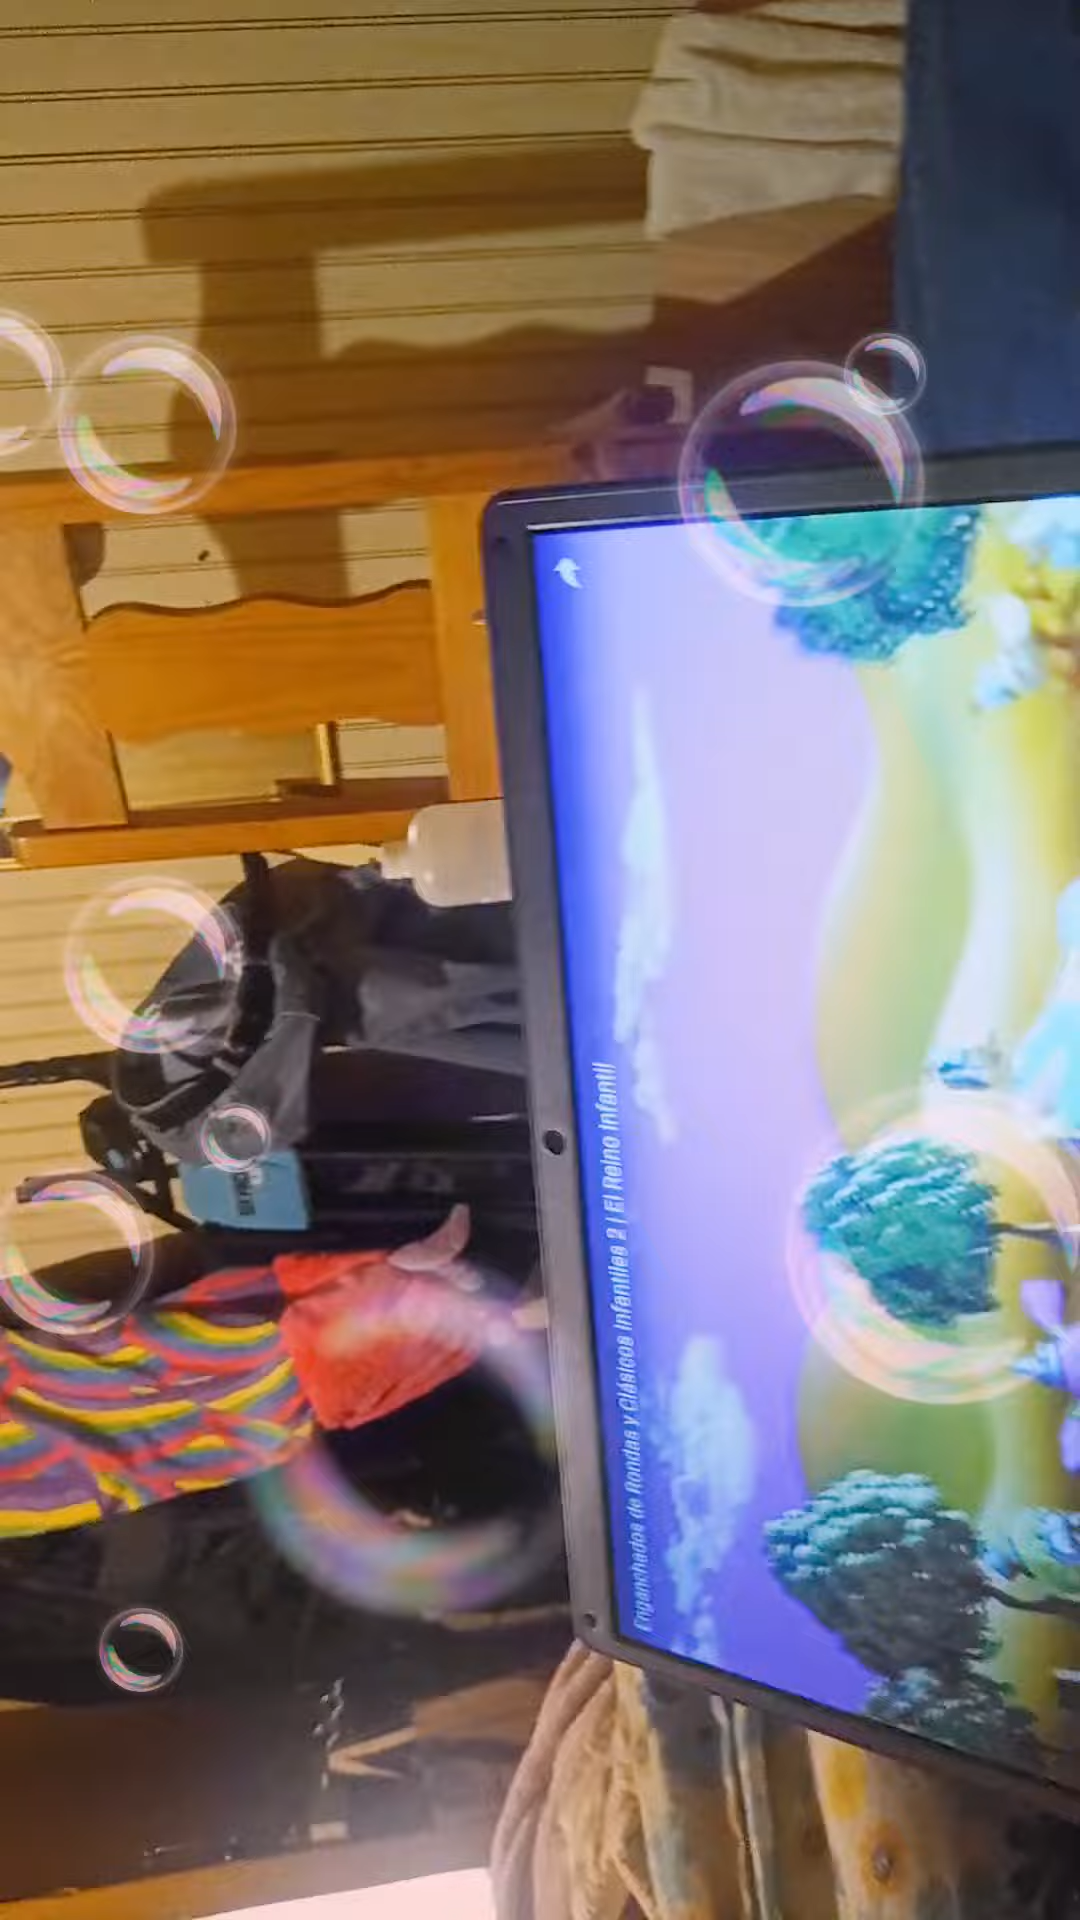 Enganchados de Rondas y Clásicos Infantiles 2 | El Reino Infantil